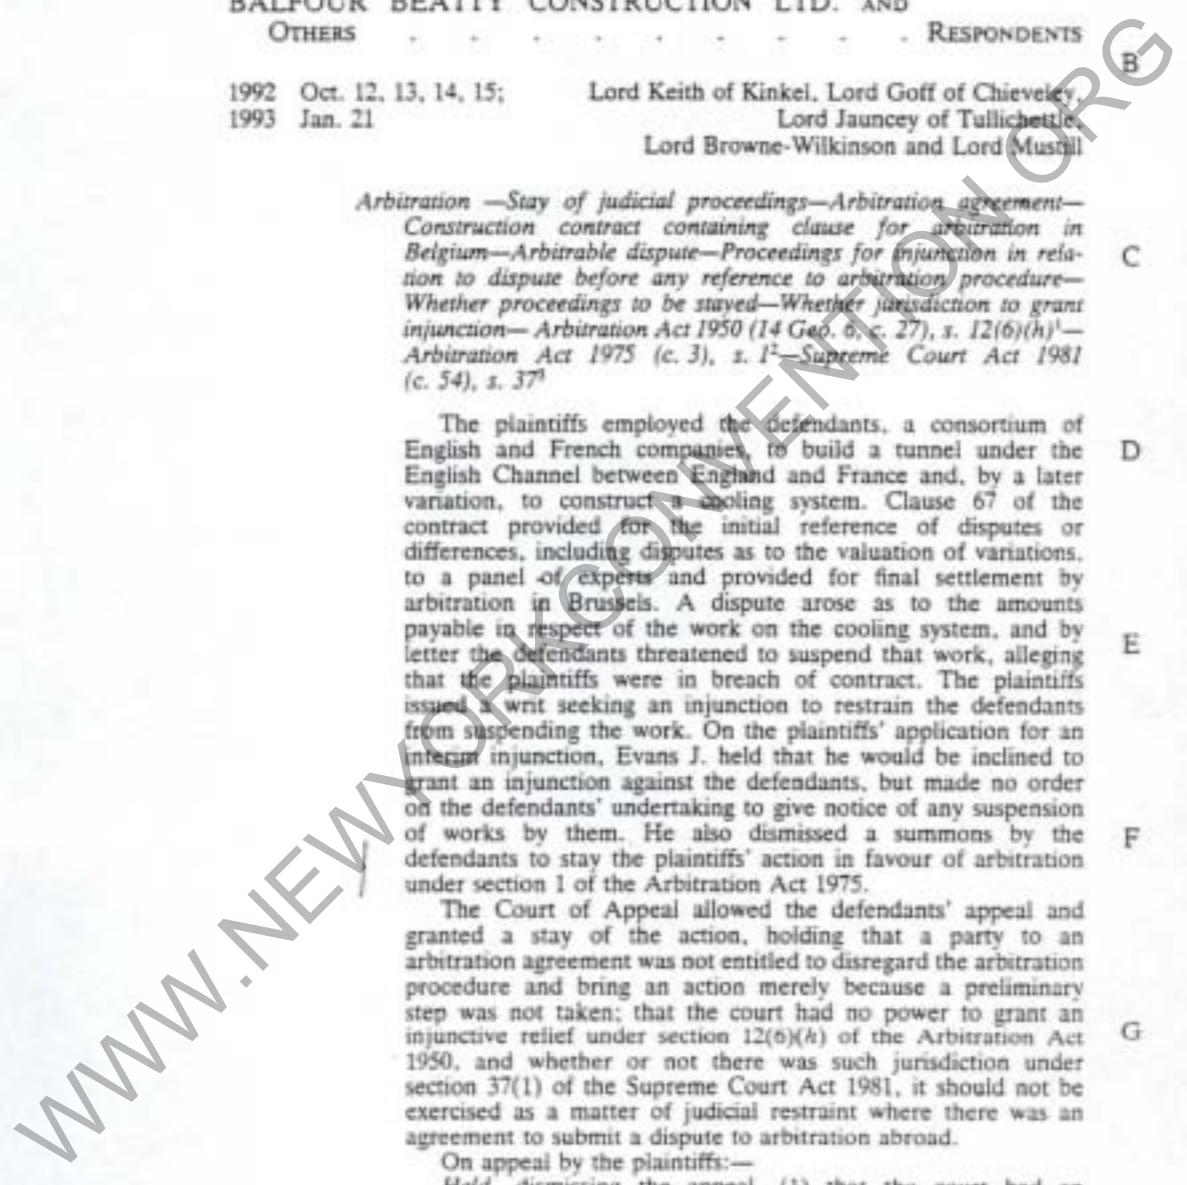 BALFOUR BEATTY CONSTRUCTION LTD. AND
OTHERS . . . . . . . . . RESPONDENTS
B
1992 Oct. 12, 13, 14, 15; Lord Keith of Kinkel, Lord Goff of Chieveley,
1993 Jan. 21 Lord Jauncey of Tullichettle,
Lord Browne-Wilkinson and Lord Mustill
Arbitration —Stay of judicial proceedings—Arbitration agreement—
Construction contract containing clause for arbitration in
Belgium—Arbitrable dispute—Proceedings for injunction in rela-
C
tion to dispute before any reference to arbitration procedure—
Whether proceedings to be stayed—Whether jurisdiction to grant
injunction— Arbitration Act 1950 (14 Geo. 6, c. 27), s. 12(6)(h)¹—
Arbitration Act 1975 (c. 3), s. 1²—Supreme Court Act 1981
(c. 54), s. 37³
The plaintiffs employed the defendants, a consortium of
English and French companies, to build a tunnel under the
D
English Channel between England and France and, by a later
variation, to construct a cooling system. Clause 67 of the
contract provided for the initial reference of disputes or
differences, including disputes as to the valuation of variations,
to a panel of experts and provided for final settlement by
arbitration in Brussels. A dispute arose as to the amounts
payable in respect of the work on the cooling system, and by
E
letter the defendants threatened to suspend that work, alleging
that the plaintiffs were in breach of contract. The plaintiffs
issued a writ seeking an injunction to restrain the defendants
from suspending the work. On the plaintiffs' application for an
interim injunction, Evans J. held that he would be inclined to
grant an injunction against the defendants, but made no order
on the defendants' undertaking to give notice of any suspension
of works by them. He also dismissed a summons by the
F
defendants to stay the plaintiffs' action in favour of arbitration
under section 1 of the Arbitration Act 1975.
The Court of Appeal allowed the defendants' appeal and
granted a stay of the action, holding that a party to an
arbitration agreement was not entitled to disregard the arbitration
procedure and bring an action merely because a preliminary
step was not taken; that the court had no power to grant an
injunctive relief under section 12(6)(h) of the Arbitration Act
G
1950, and whether or not there was such jurisdiction under
section 37(1) of the Supreme Court Act 1981, it should not be
exercised as a matter of judicial restraint where there was an
agreement to submit a dispute to arbitration abroad.
On appeal by the plaintiffs:—
Held, dismissing the appeal, (1) that the court had an
WWW.NEWYORKCONVENTION.ORG